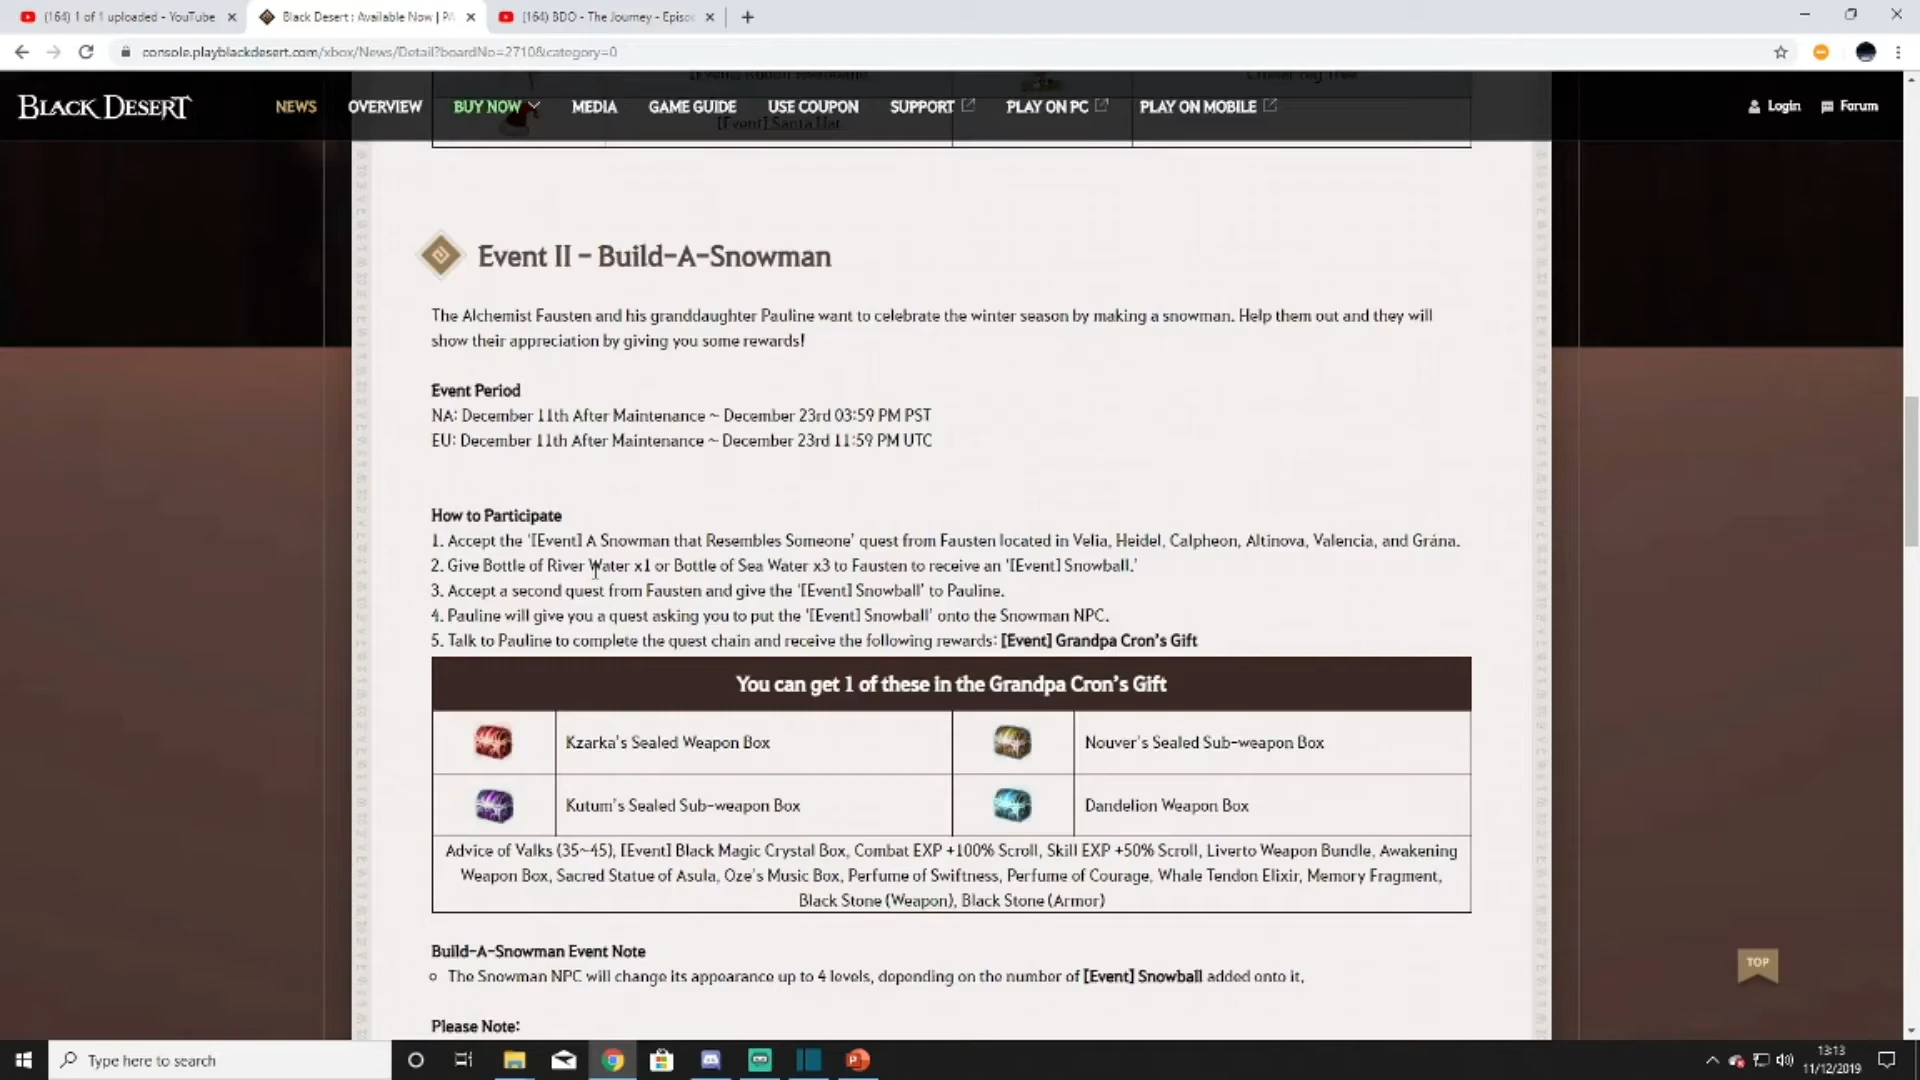 (164) 1 of 1 uploaded - YouTube
Black Desert : Available Now | PA
(164) BDO - The Journey - Episo
console.playblackdesert.com/xbox/News/Detail?boardNo=2710&category=0
BLACK DESERT
NEWS
OVERVIEW
BUY NOW
MEDIA
GAME GUIDE
USE COUPON
SUPPORT
PLAY ON PC
PLAY ON MOBILE
Login
Forum
[Event] Santa Hat
Event II - Build-A-Snowman
The Alchemist Fausten and his granddaughter Pauline want to celebrate the winter season by making a snowman. Help them out and they will
show their appreciation by giving you some rewards!
Event Period
NA: December 11th After Maintenance ~ December 23rd 03:59 PM PST
EU: December 11th After Maintenance ~ December 23rd 11:59 PM UTC
How to Participate
1. Accept the '[Event] A Snowman that Resembles Someone' quest from Fausten located in Velia, Heidel, Calpheon, Altinova, Valencia, and Grána.
2. Give Bottle of River Water x1 or Bottle of Sea Water x3 to Fausten to receive an '[Event] Snowball.'
3. Accept a second quest from Fausten and give the '[Event] Snowball' to Pauline.
4. Pauline will give you a quest asking you to put the '[Event] Snowball' onto the Snowman NPC.
5. Talk to Pauline to complete the quest chain and receive the following rewards: [Event] Grandpa Cron's Gift
You can get 1 of these in the Grandpa Cron's Gift
Kzarka's Sealed Weapon Box
Nouver's Sealed Sub-weapon Box
Kutum's Sealed Sub-weapon Box
Dandelion Weapon Box
Advice of Valks (35~45), [Event] Black Magic Crystal Box, Combat EXP +100% Scroll, Skill EXP +50% Scroll, Liverto Weapon Bundle, Awakening
Weapon Box, Sacred Statue of Asula, Oze's Music Box, Perfume of Swiftness, Perfume of Courage, Whale Tendon Elixir, Memory Fragment,
Black Stone (Weapon), Black Stone (Armor)
Build-A-Snowman Event Note
The Snowman NPC will change its appearance up to 4 levels, depending on the number of [Event] Snowball added onto it.
TOP
Please Note:
Type here to search
13:13
11/12/2019